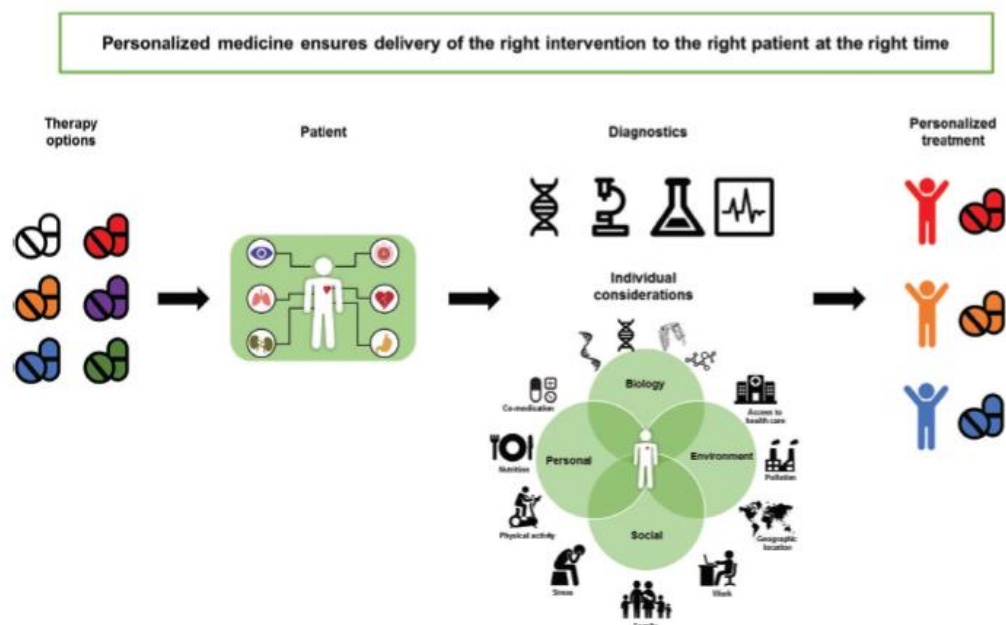 Personalized medicine ensures delivery of the right intervention to the right patient at the right time
Therapy
options
Patient
Diagnostics
Personalized
treatment
Individual
considerations
Biology
Co-medication
Access to
health care
Personal
Environment
Nutrition
Pollution
Physical activity
Geographic
location
Social
Stress
Work